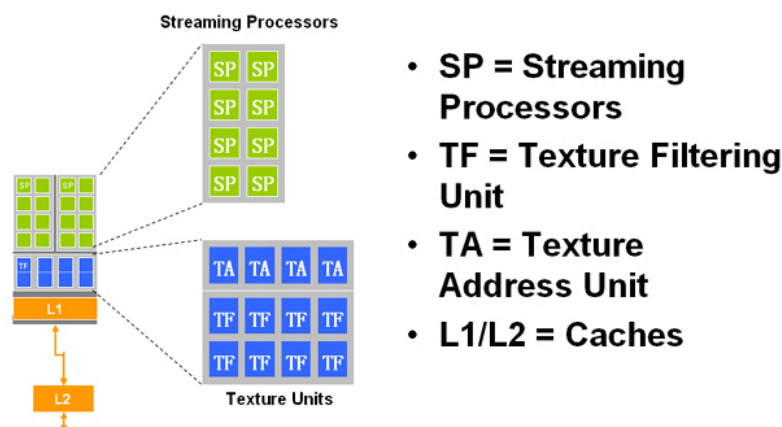 Streaming Processors
SP SP
SP SP
SP SP
SP SP
SP SP
TF
L1
L2
TA TA TA TA
TF TF TF TF
TF TF TF TF
Texture Units
• SP = Streaming
Processors
• TF = Texture Filtering
Unit
• TA = Texture
Address Unit
• L1/L2 = Caches